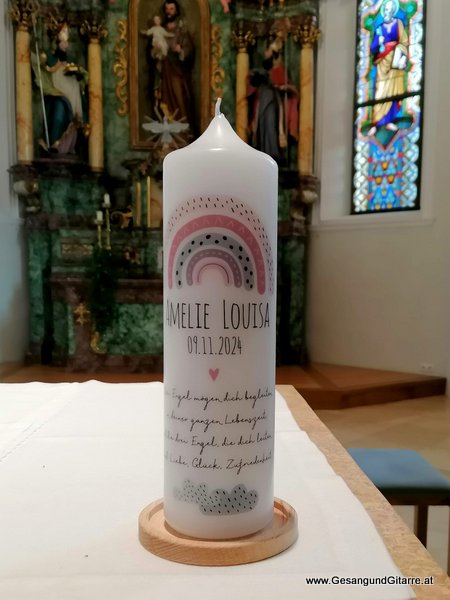 AMELIE LOUISA
09.11.2024
Engel mögen dich begleiten
deiner ganzen Lebenszeit
drei Engel, die dich leiten
Liebe, Glück, Zufriedenheit
www.GesangundGitarre.at